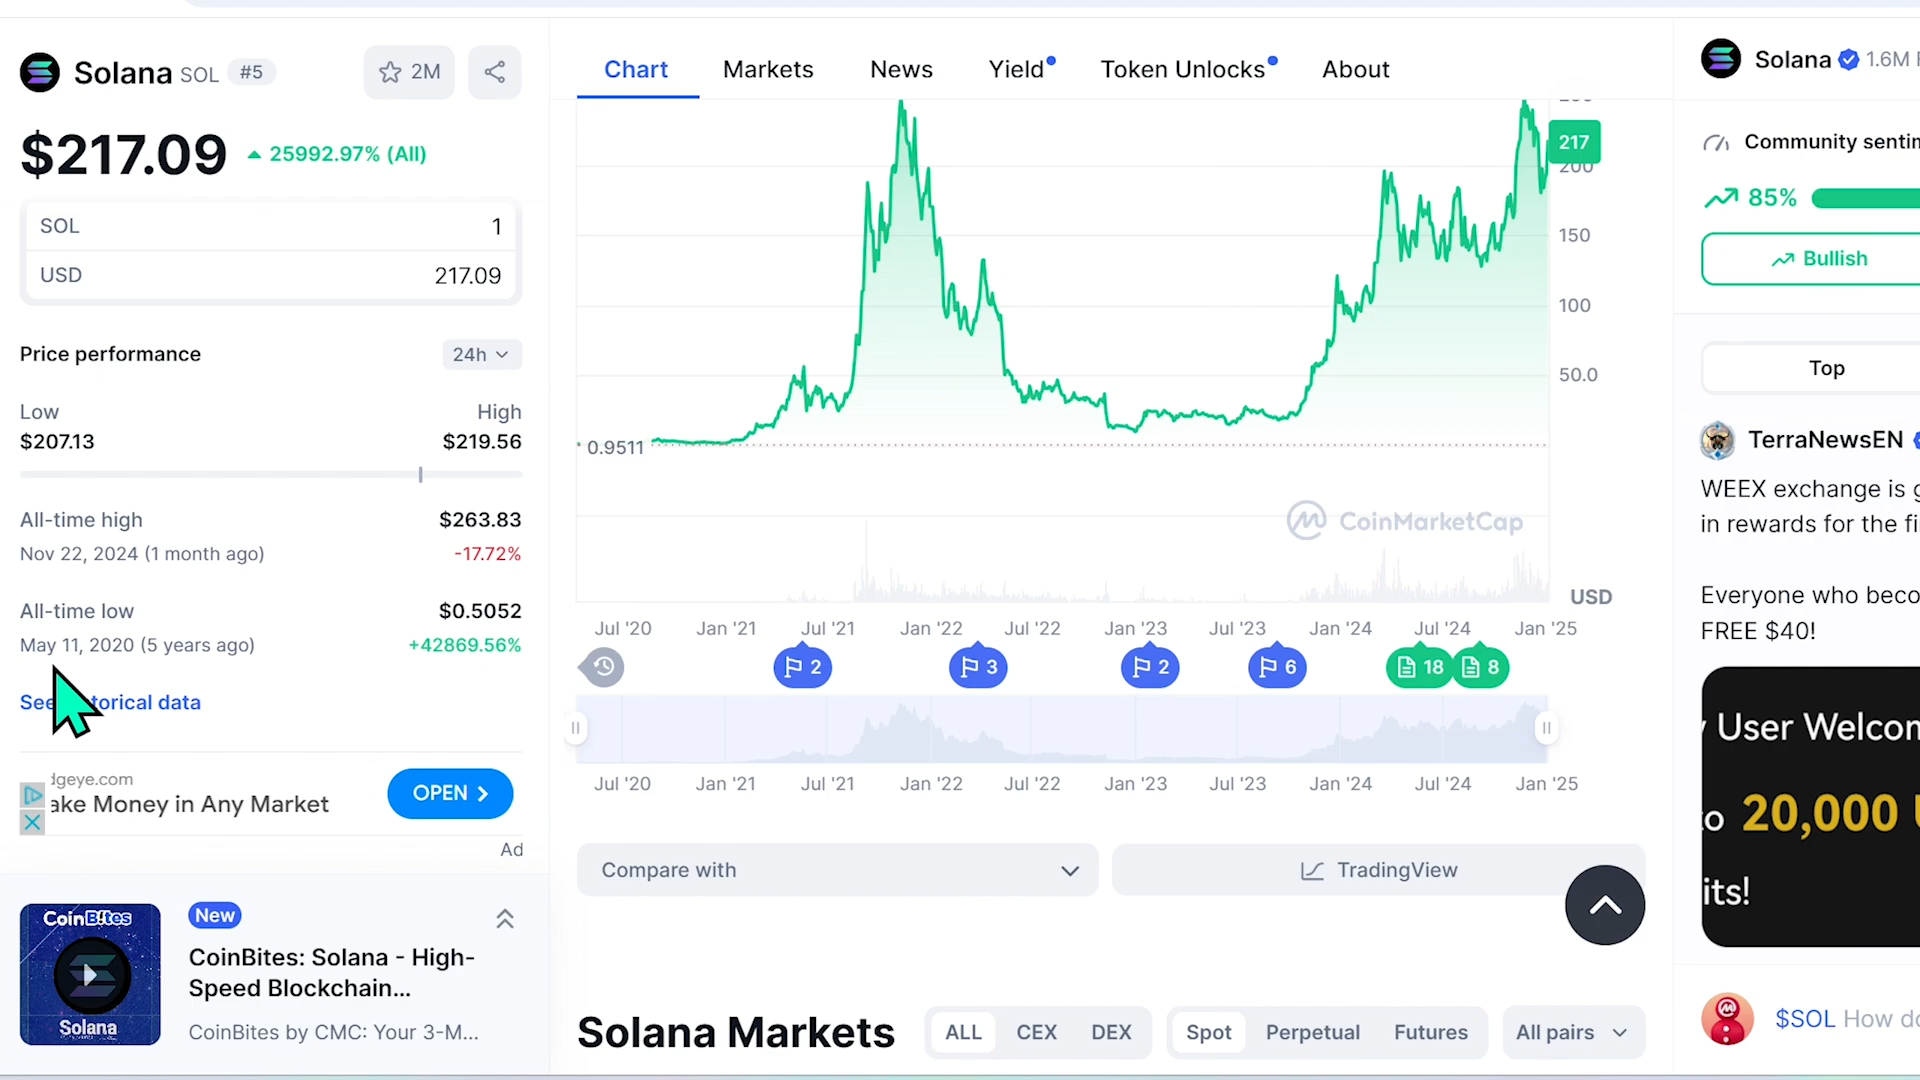 Solana SOL #5
2M
$217.09 25992.97% (All)
SOL 1
USD 217.09
Price performance 24h
Low High
$207.13 $219.56
All-time high $263.83
Nov 22, 2024 (1 month ago) -17.72%
All-time low $0.5052
May 11, 2020 (5 years ago) +42869.56%
See torical data
dgeye.com
ake Money in Any Market
OPEN
Ad
CoinBites
Solana
New
CoinBites: Solana - High-
Speed Blockchain...
CoinBites by CMC: Your 3-M...
Chart Markets News Yield Token Unlocks About
217
200
150
100
50.0
0.9511
CoinMarketCap
USD
Jul '20 Jan '21 Jul '21 Jan '22 Jul '22 Jan '23 Jul '23 Jan '24 Jul '24 Jan '25
2 3 2 6 18 8
Jul '20 Jan '21 Jul '21 Jan '22 Jul '22 Jan '23 Jul '23 Jan '24 Jul '24 Jan '25
Compare with
TradingView
Solana Markets ALL CEX DEX Spot Perpetual Futures All pairs
Solana 1.6M
Community sentim
85%
Bullish
Top
TerraNewsEN
WEEX exchange is g
in rewards for the fi
Everyone who beco
FREE $40!
User Welcom
to 20,000 U
its!
$SOL How do